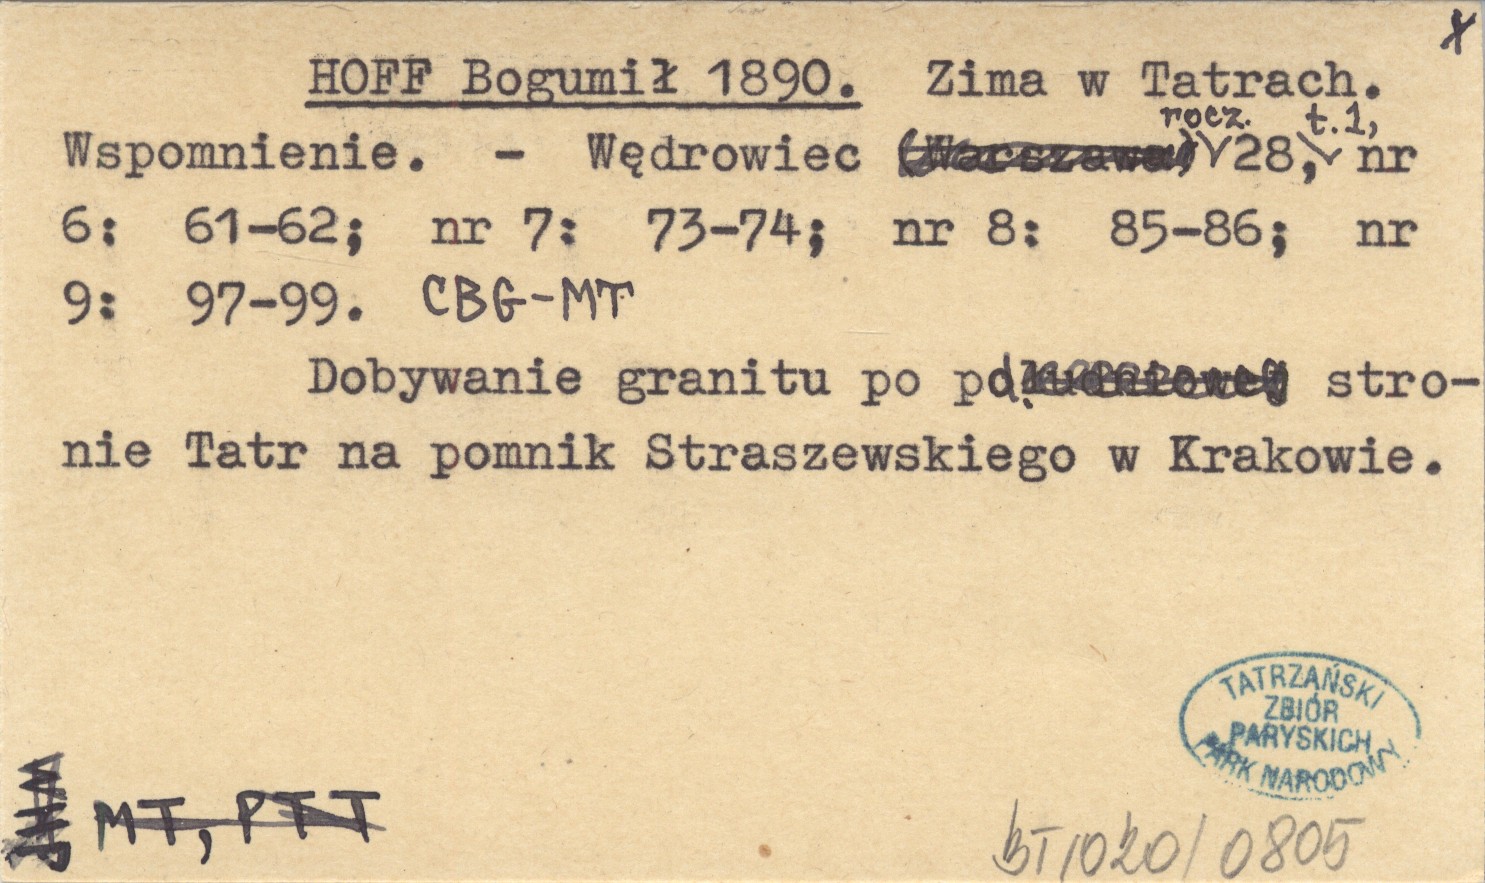 HOFF Bogumił 1890. Zima w Tatrach.
Wspomnienie. - Wędrowiec (Warszawa) rocz. 28, t.1, nr
6: 61-62; nr 7: 73-74; nr 8: 85-86; nr
9: 97-99. CBG-MT
Dobywanie granitu po południowej stro-
nie Tatr na pomnik Straszewskiego w Krakowie.
TATRZAŃSKI
ZBIÓR
PARYSKICH
PARK NARODOWY
MT, PTT
BT/020/0805